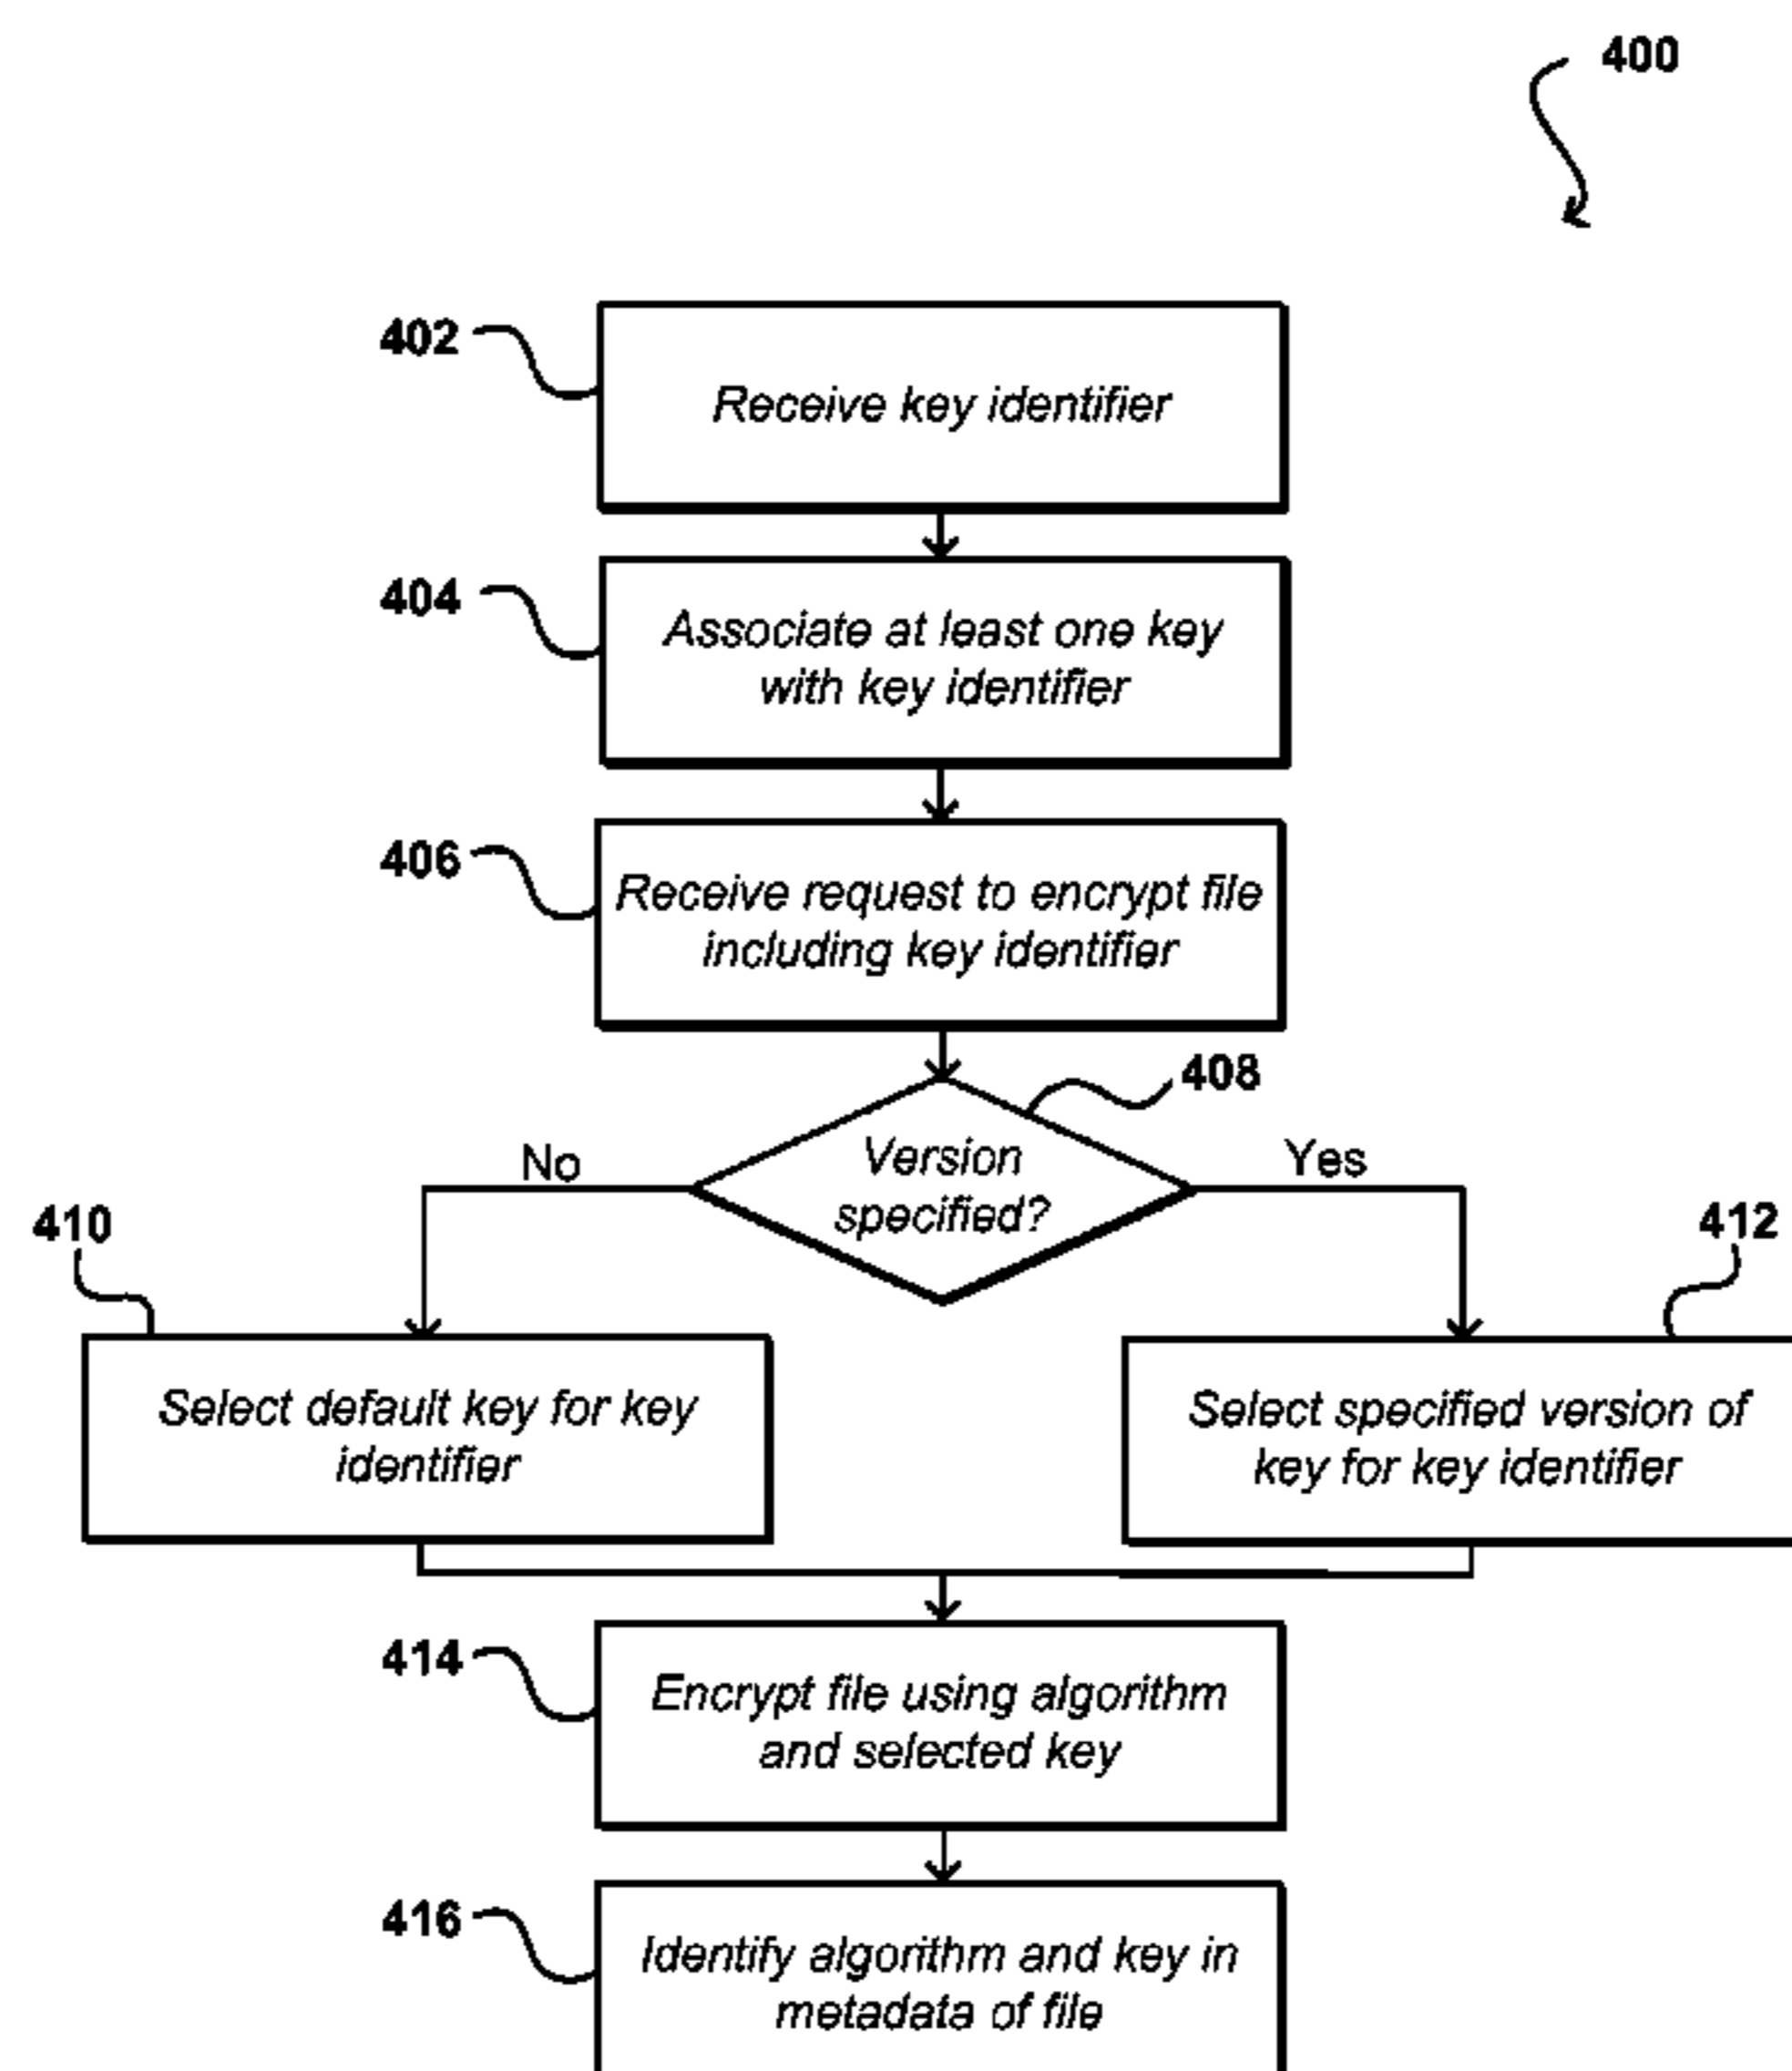 400
402
Receive key identifier
404
Associate at least one key
with key identifier
406
Receive request to encrypt file
including key identifier
408
Version
specified?
No
Yes
410
412
Select default key for key
identifier
Select specified version of
key for key identifier
414
Encrypt file using algorithm
and selected key
416
Identify algorithm and key in
metadata of file